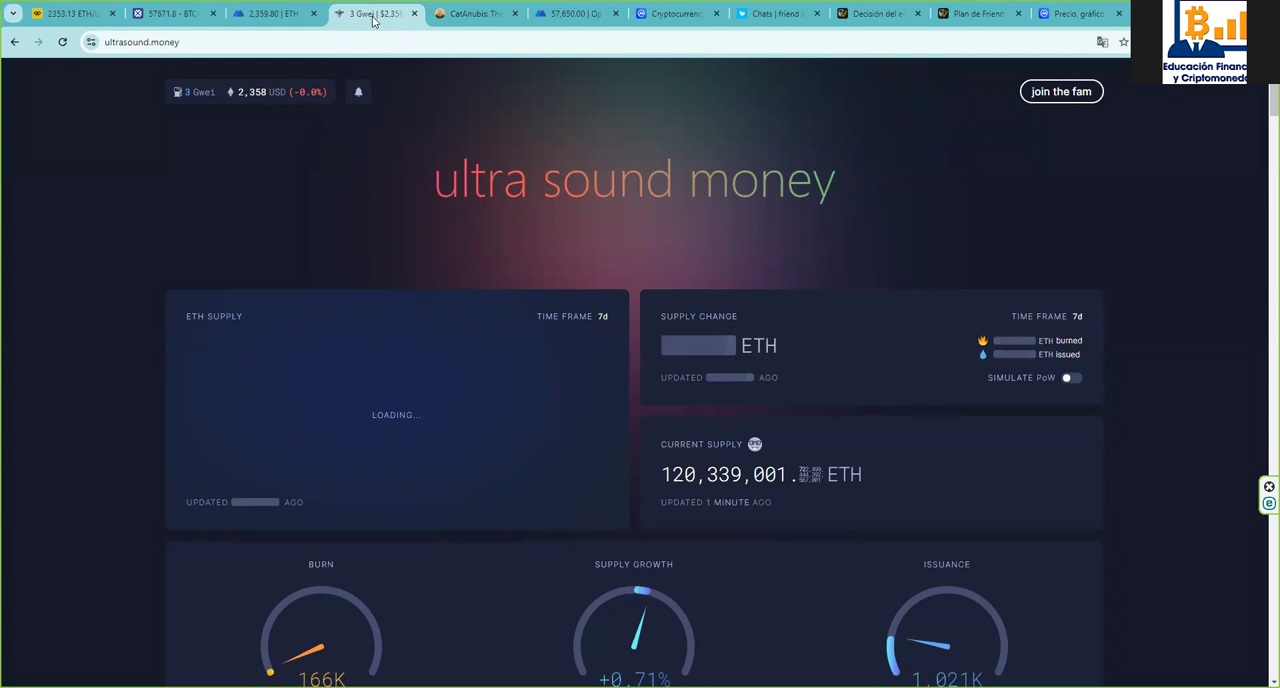 2353.13 ETH/U
57671.8 - BTC
2,359.80 | ETH
3 Gwei | $2,358
CatAnubis: The
57,650.00 | Op
Cryptocurrenc
Chats | friend.
Decisión del ec
Plan de Friend
Precio, gráfico
ultrasound.money
Educación Financ
y Criptomoneda
3 Gwei
2,358 USD (-0.0%)
join the fam
ultra sound money
ETH SUPPLY
TIME FRAME 7d
LOADING...
UPDATED AGO
SUPPLY CHANGE
TIME FRAME 7d
ETH
ETH burned
ETH issued
UPDATED AGO
SIMULATE PoW
CURRENT SUPPLY
120,339,001. ETH
UPDATED 1 MINUTE AGO
BURN
166K
SUPPLY GROWTH
+0.71%
ISSUANCE
1.021K